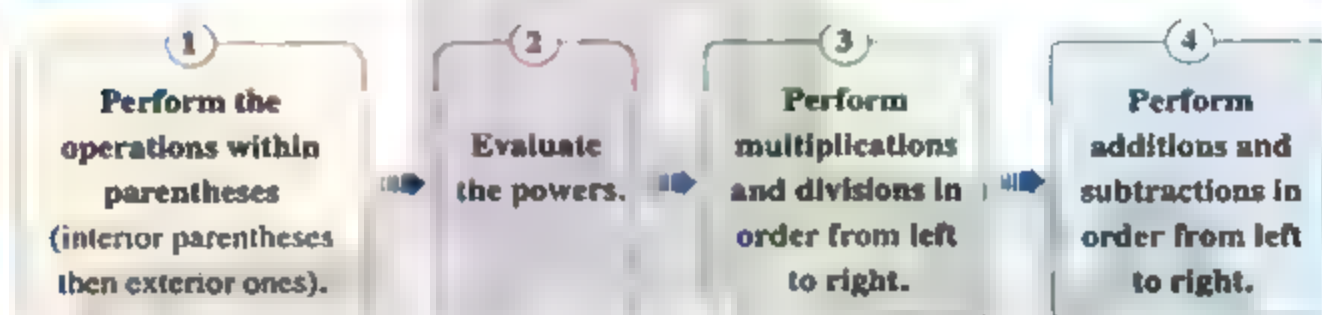 1
Perform the
operations within
parentheses
(interior parentheses
then exterior ones).
2
Evaluate
the powers.
3
Perform
multiplications
and divisions in
order from left
to right.
4
Perform
additions and
subtractions in
order from left
to right.